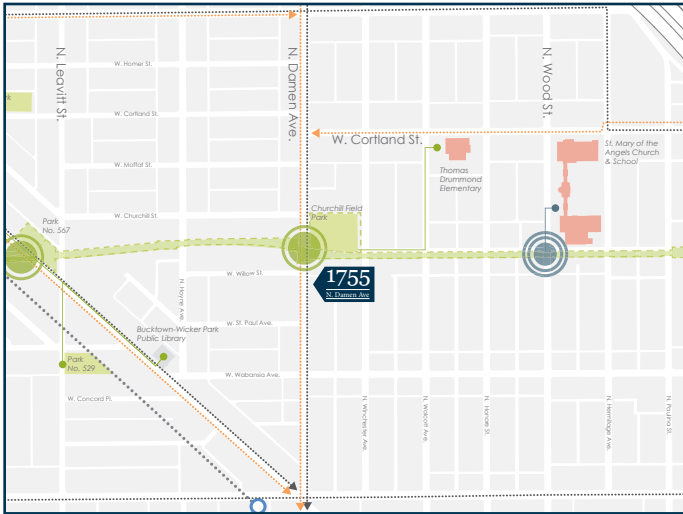 N. Leavitt St.
N. Damen Ave.
N. Wood St.
W. Homer St.
W. Cortland St.
W. Cortland St.
W. Moffat St.
St. Mary of the
Angels Church
& School
Thomas
Drummond
Elementary
Churchill Field
Park
W. Churchill St.
Park
No. 567
1755
N. Damen Ave
W. Willow St.
N. Hoyne Ave.
W. St. Paul Ave.
Bucktown-Wicker Park
Public Library
Park
No. 529
W. Wabansia Ave.
W. Concord Pl.
N. Winchester Ave.
N. Wolcott Ave.
N. Honore St.
N. Hermitage Ave.
N. Paulina St.